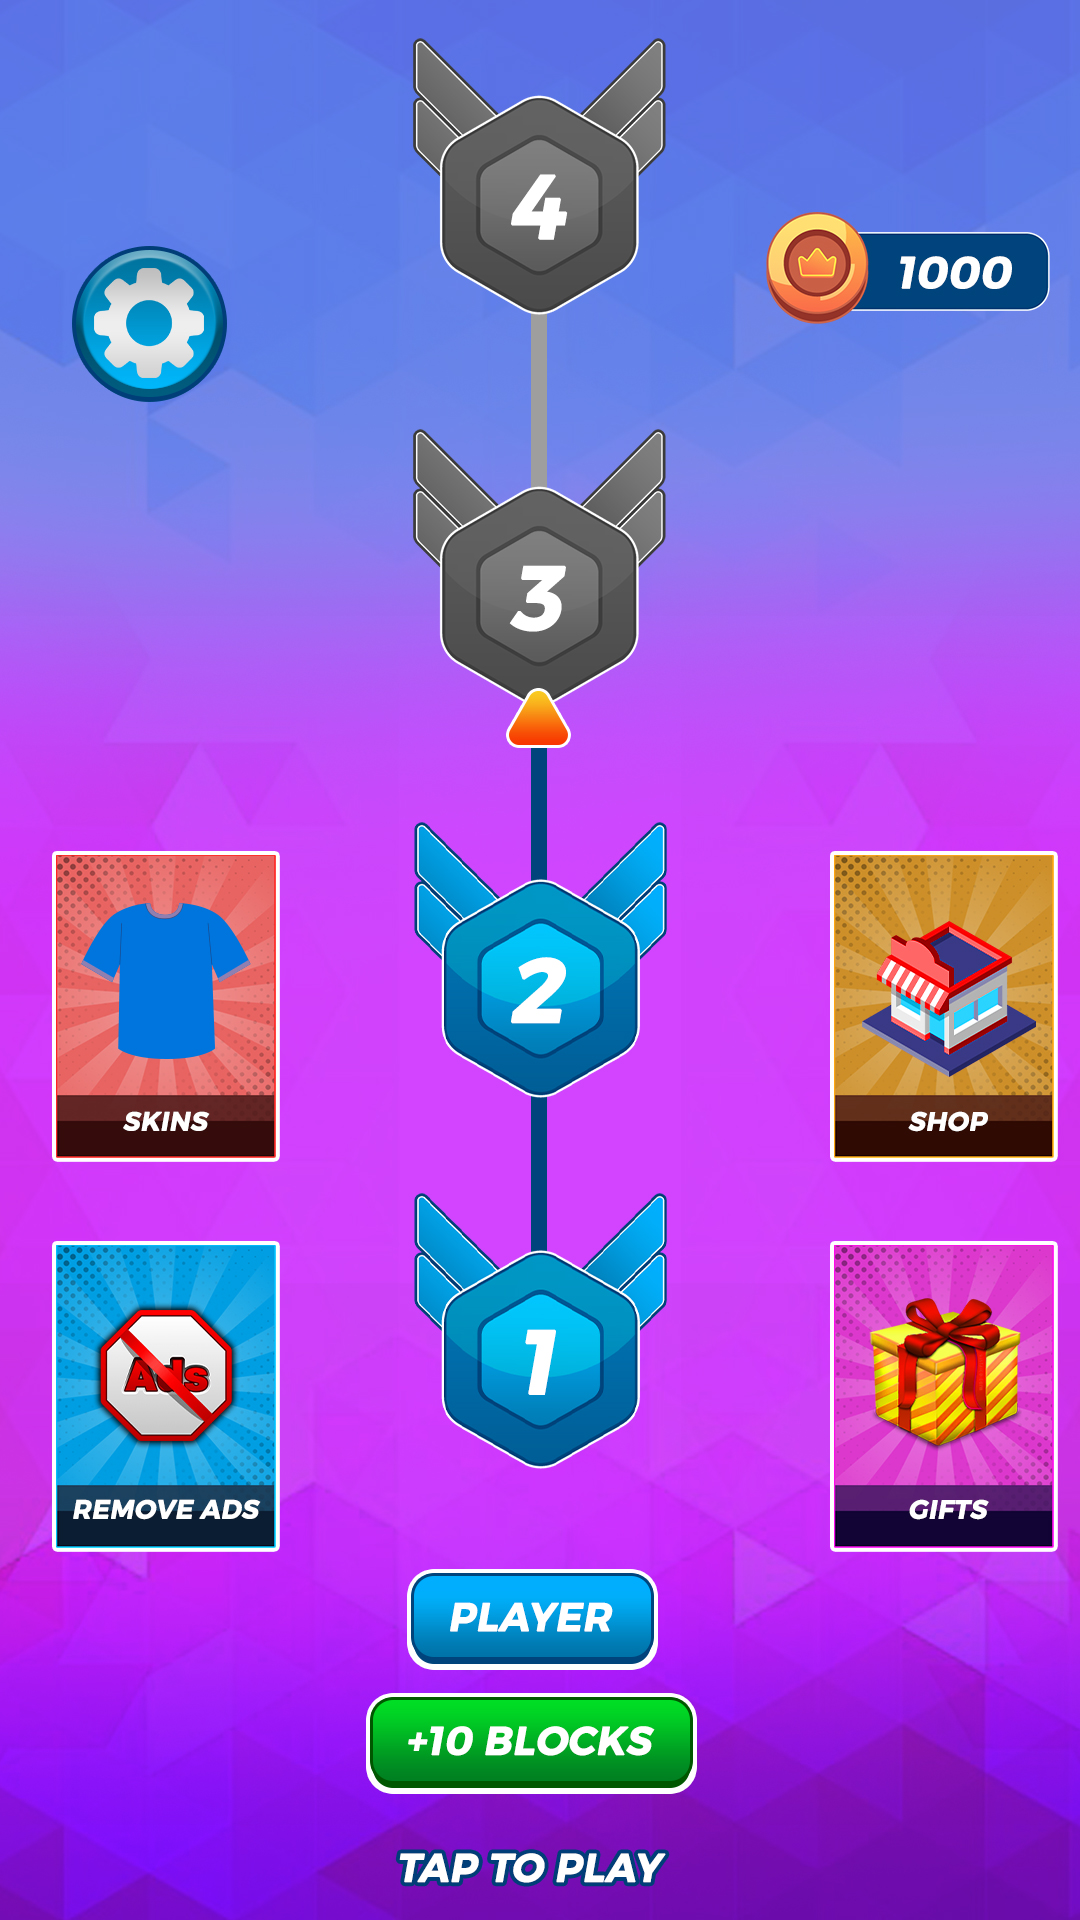 4
1000
3
2
SKINS
SHOP
1
Ads
REMOVE ADS
GIFTS
PLAYER
+10 BLOCKS
TAP TO PLAY